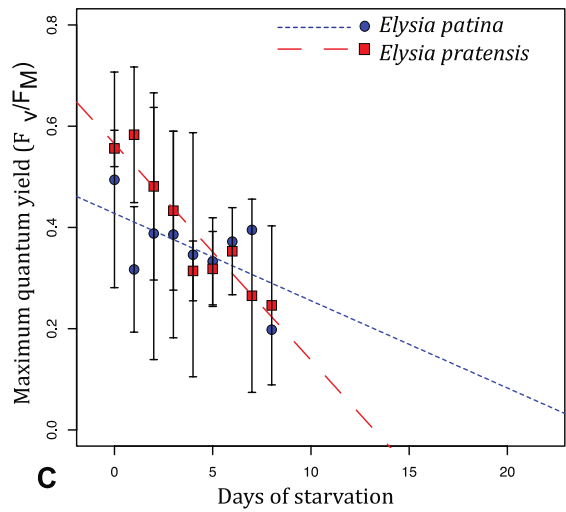 Elysia patina
Elysia pratensis
Maximum quantum yield (F v/FM)
0.8
0.6
0.4
0.2
0.0
0 5 10 15 20
C
Days of starvation